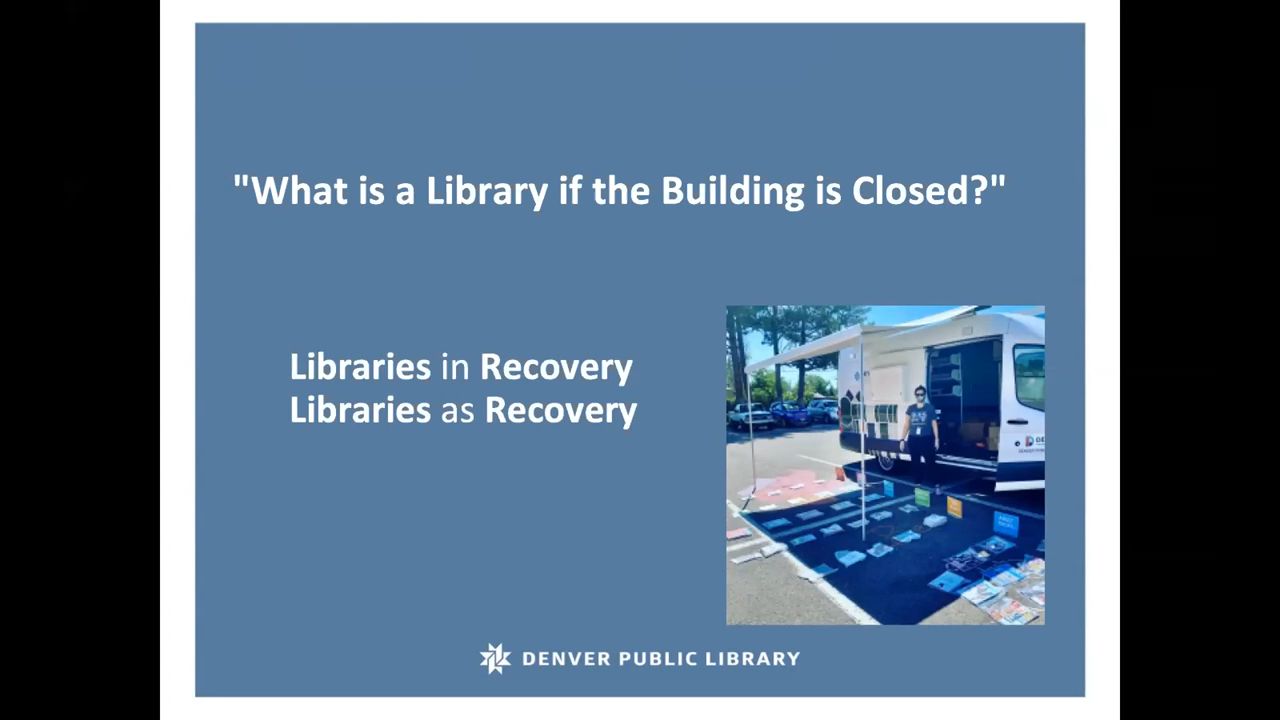 "What is a Library if the Building is Closed?"
Libraries in Recovery
Libraries as Recovery
DENVER PUBLIC LIBRARY